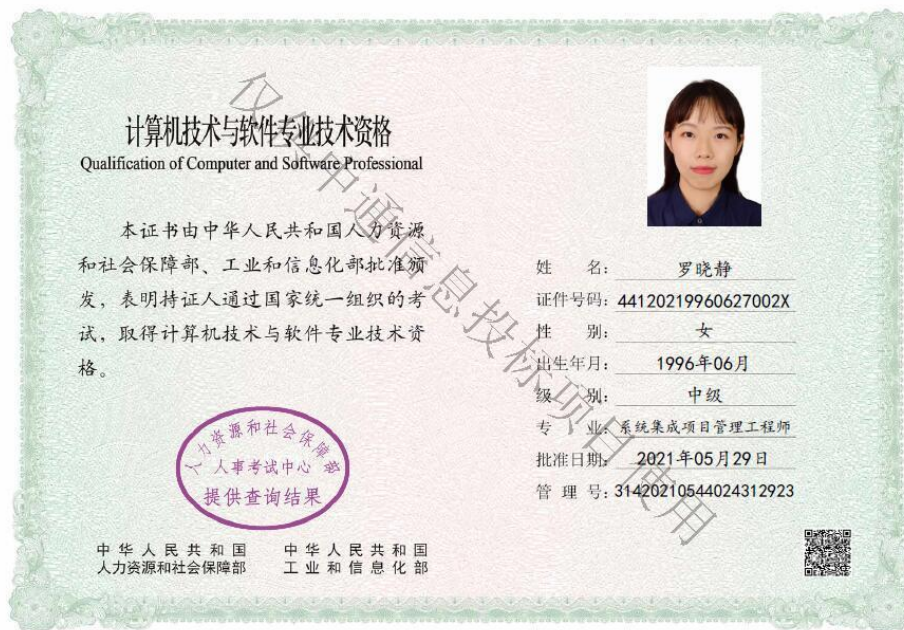 计算机技术与软件专业技术资格
Qualification of Computer and Software Professional
本证书由中华人民共和国人力资源
和社会保障部、工业和信息化部批准颁
发，表明持证人通过国家统一组织的考
试，取得计算机技术与软件专业技术资
格。
人力资源和社会保障部
人事考试中心
提供查询结果
中华人民共和国
人力资源和社会保障部
中华人民共和国
工业和信息化部
姓 名：罗晓静
证件号码：44120219960627002X
性 别：女
出生年月：1996年06月
级 别：中级
专 业：系统集成项目管理工程师
批准日期：2021年05月29日
管 理 号：31420210544024312923
仅限中通信息投标项目使用